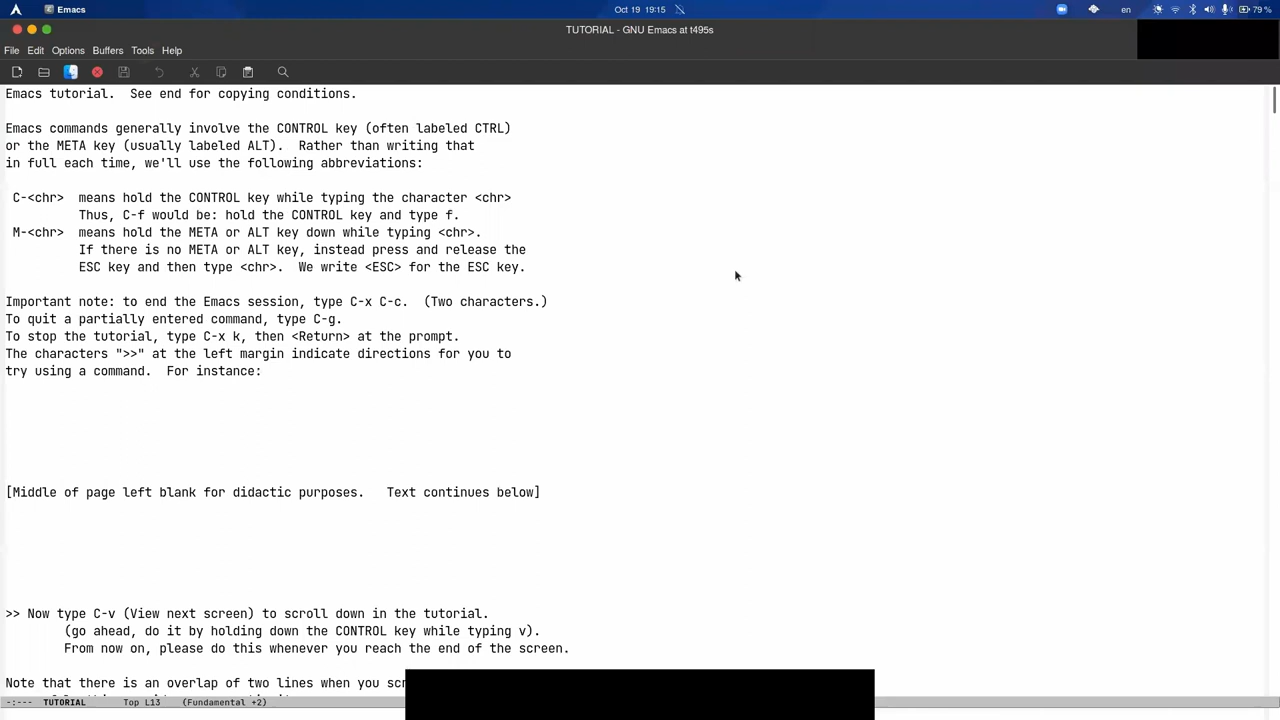 Emacs
Oct 19 19:15
en
79 %
TUTORIAL - GNU Emacs at t495s
File Edit Options Buffers Tools Help
Emacs tutorial.  See end for copying conditions.
Emacs commands generally involve the CONTROL key (often labeled CTRL)
or the META key (usually labeled ALT).  Rather than writing that
in full each time, we'll use the following abbreviations:
C-<chr>  means hold the CONTROL key while typing the character <chr>
Thus, C-f would be: hold the CONTROL key and type f.
M-<chr>  means hold the META or ALT key down while typing <chr>.
If there is no META or ALT key, instead press and release the
ESC key and then type <chr>.  We write <ESC> for the ESC key.
Important note: to end the Emacs session, type C-x C-c.  (Two characters.)
To quit a partially entered command, type C-g.
To stop the tutorial, type C-x k, then <Return> at the prompt.
The characters ">>" at the left margin indicate directions for you to
try using a command.  For instance:
[Middle of page left blank for didactic purposes.   Text continues below]
>> Now type C-v (View next screen) to scroll down in the tutorial.
(go ahead, do it by holding down the CONTROL key while typing v).
From now on, please do this whenever you reach the end of the screen.
Note that there is an overlap of two lines when you scr
-:---  TUTORIAL      Top L13    (Fundamental +2)